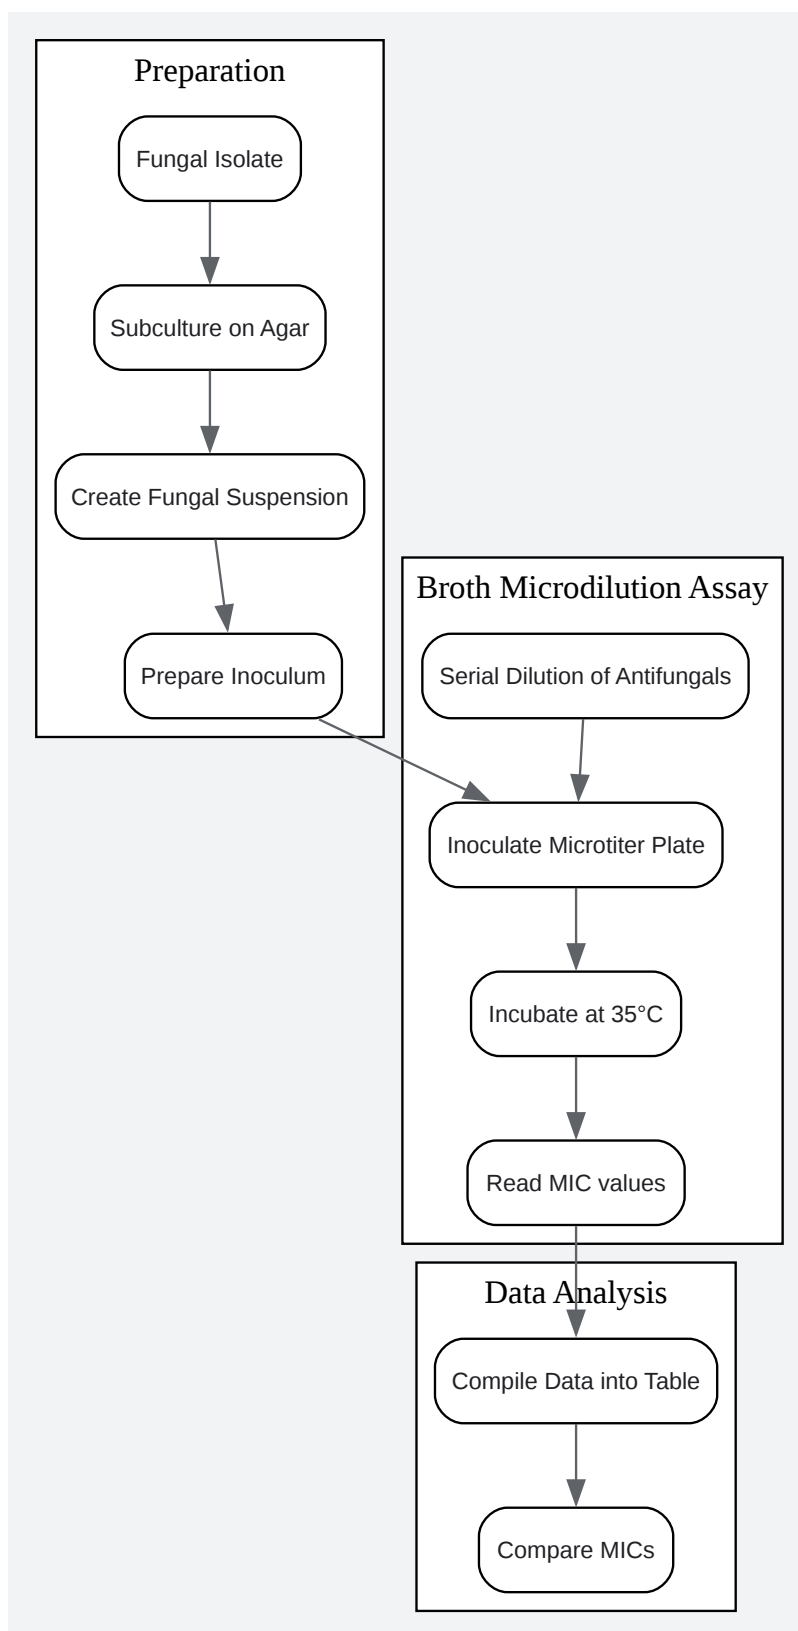 Preparation
Fungal Isolate
Subculture on Agar
Create Fungal Suspension
Prepare Inoculum
Broth Microdilution Assay
Serial Dilution of Antifungals
Inoculate Microtiter Plate
Incubate at 35°C
Read MIC values
Data Analysis
Compile Data into Table
Compare MICs